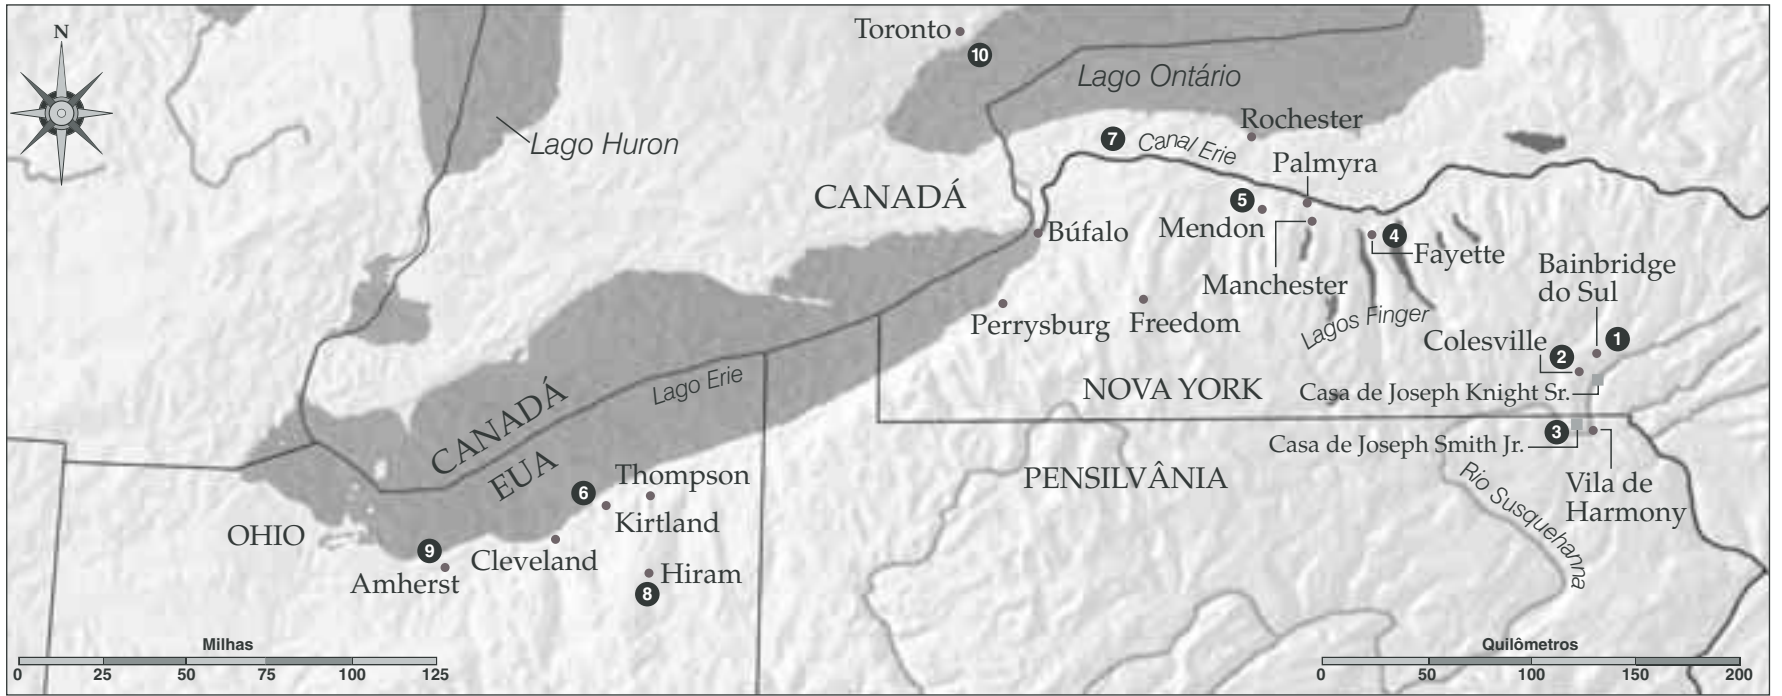 N
Toronto
10
Lago Ontário
Lago Huron
Rochester
7
Canal Erie
Palmyra
CANADÁ
5
Mendon
Búfalo
4
Fayette
Manchester
Bainbridge
do Sul
Perrysburg
Freedom
Lagos Finger
Colesville
2
1
Casa de Joseph Knight Sr.
NOVA YORK
Lago Erie
CANADÁ
EUA
3
Casa de Joseph Smith Jr.
PENSILVÂNIA
Rio Susquehanna
Vila de
Harmony
Thompson
6
Kirtland
OHIO
9
Amherst
Cleveland
Hiram
8
Milhas
0 25 50 75 100 125
Quilômetros
0 50 100 150 200